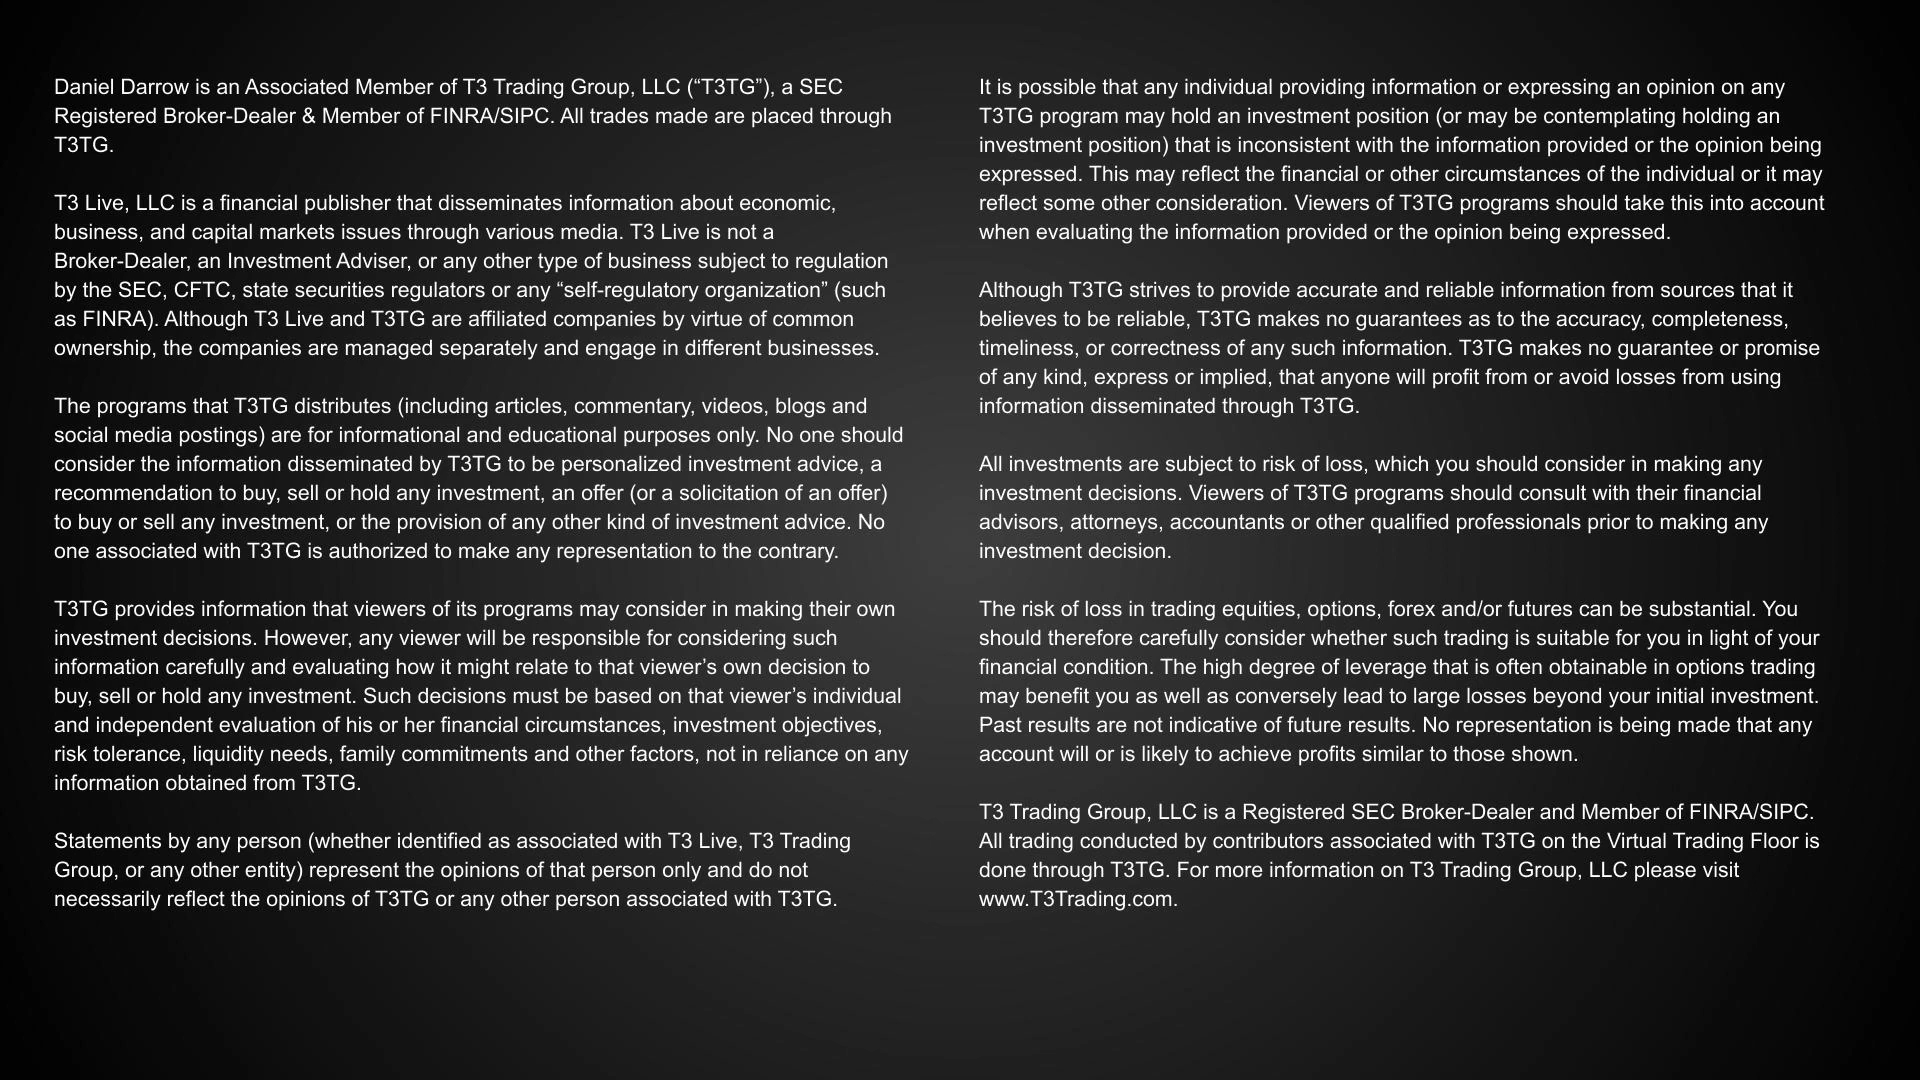 Daniel Darrow is an Associated Member of T3 Trading Group, LLC (“T3TG”), a SEC
Registered Broker-Dealer & Member of FINRA/SIPC. All trades made are placed through
T3TG.
T3 Live, LLC is a financial publisher that disseminates information about economic,
business, and capital markets issues through various media. T3 Live is not a
Broker-Dealer, an Investment Adviser, or any other type of business subject to regulation
by the SEC, CFTC, state securities regulators or any “self-regulatory organization” (such
as FINRA). Although T3 Live and T3TG are affiliated companies by virtue of common
ownership, the companies are managed separately and engage in different businesses.
The programs that T3TG distributes (including articles, commentary, videos, blogs and
social media postings) are for informational and educational purposes only. No one should
consider the information disseminated by T3TG to be personalized investment advice, a
recommendation to buy, sell or hold any investment, an offer (or a solicitation of an offer)
to buy or sell any investment, or the provision of any other kind of investment advice. No
one associated with T3TG is authorized to make any representation to the contrary.
T3TG provides information that viewers of its programs may consider in making their own
investment decisions. However, any viewer will be responsible for considering such
information carefully and evaluating how it might relate to that viewer’s own decision to
buy, sell or hold any investment. Such decisions must be based on that viewer’s individual
and independent evaluation of his or her financial circumstances, investment objectives,
risk tolerance, liquidity needs, family commitments and other factors, not in reliance on any
information obtained from T3TG.
Statements by any person (whether identified as associated with T3 Live, T3 Trading
Group, or any other entity) represent the opinions of that person only and do not
necessarily reflect the opinions of T3TG or any other person associated with T3TG.
It is possible that any individual providing information or expressing an opinion on any
T3TG program may hold an investment position (or may be contemplating holding an
investment position) that is inconsistent with the information provided or the opinion being
expressed. This may reflect the financial or other circumstances of the individual or it may
reflect some other consideration. Viewers of T3TG programs should take this into account
when evaluating the information provided or the opinion being expressed.
Although T3TG strives to provide accurate and reliable information from sources that it
believes to be reliable, T3TG makes no guarantees as to the accuracy, completeness,
timeliness, or correctness of any such information. T3TG makes no guarantee or promise
of any kind, express or implied, that anyone will profit from or avoid losses from using
information disseminated through T3TG.
All investments are subject to risk of loss, which you should consider in making any
investment decisions. Viewers of T3TG programs should consult with their financial
advisors, attorneys, accountants or other qualified professionals prior to making any
investment decision.
The risk of loss in trading equities, options, forex and/or futures can be substantial. You
should therefore carefully consider whether such trading is suitable for you in light of your
financial condition. The high degree of leverage that is often obtainable in options trading
may benefit you as well as conversely lead to large losses beyond your initial investment.
Past results are not indicative of future results. No representation is being made that any
account will or is likely to achieve profits similar to those shown.
T3 Trading Group, LLC is a Registered SEC Broker-Dealer and Member of FINRA/SIPC.
All trading conducted by contributors associated with T3TG on the Virtual Trading Floor is
done through T3TG. For more information on T3 Trading Group, LLC please visit
www.T3Trading.com.